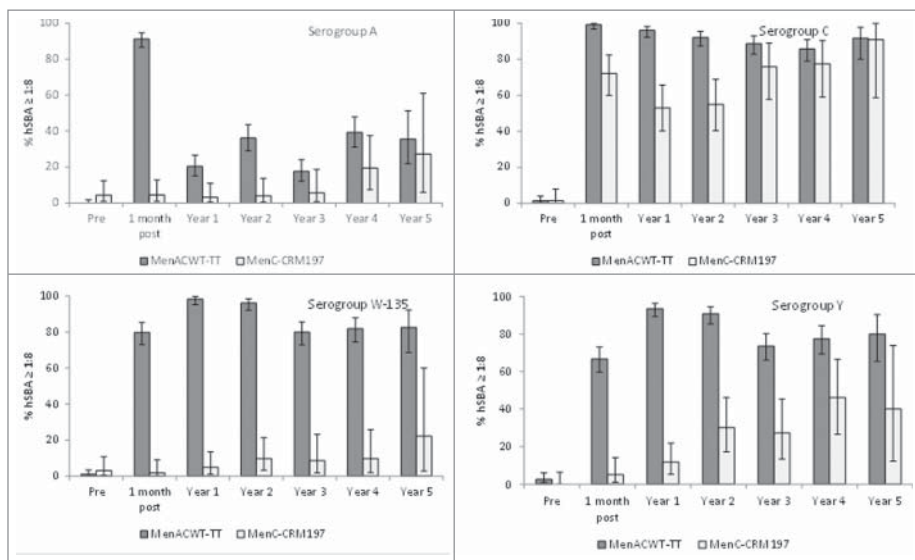 Serogroup A
% hSBA ≥ 1:8
100
80
60
40
20
0
Pre
1 month post
Year 1
Year 2
Year 3
Year 4
Year 5
MenACWT-TT
MenC-CRM197
Serogroup C
% hSBA ≥ 1:8
100
80
60
40
20
0
Pre
1 month
post
Year 1
Year 2
Year 3
Year 4
Year 5
MenACWT-TT
MenC-CRM197
Serogroup W-135
% hSBA ≥ 1:8
100
80
60
40
20
0
Pre
1 month
post
Year 1
Year 2
Year 3
Year 4
Year 5
MenACWT-TT
MenC-CRM197
Serogroup Y
% hSBA ≥ 1:8
100
80
60
40
20
0
Pre
1 month
post
Year 1
Year 2
Year 3
Year 4
Year 5
MenACWT-TT
MenC-CRM197